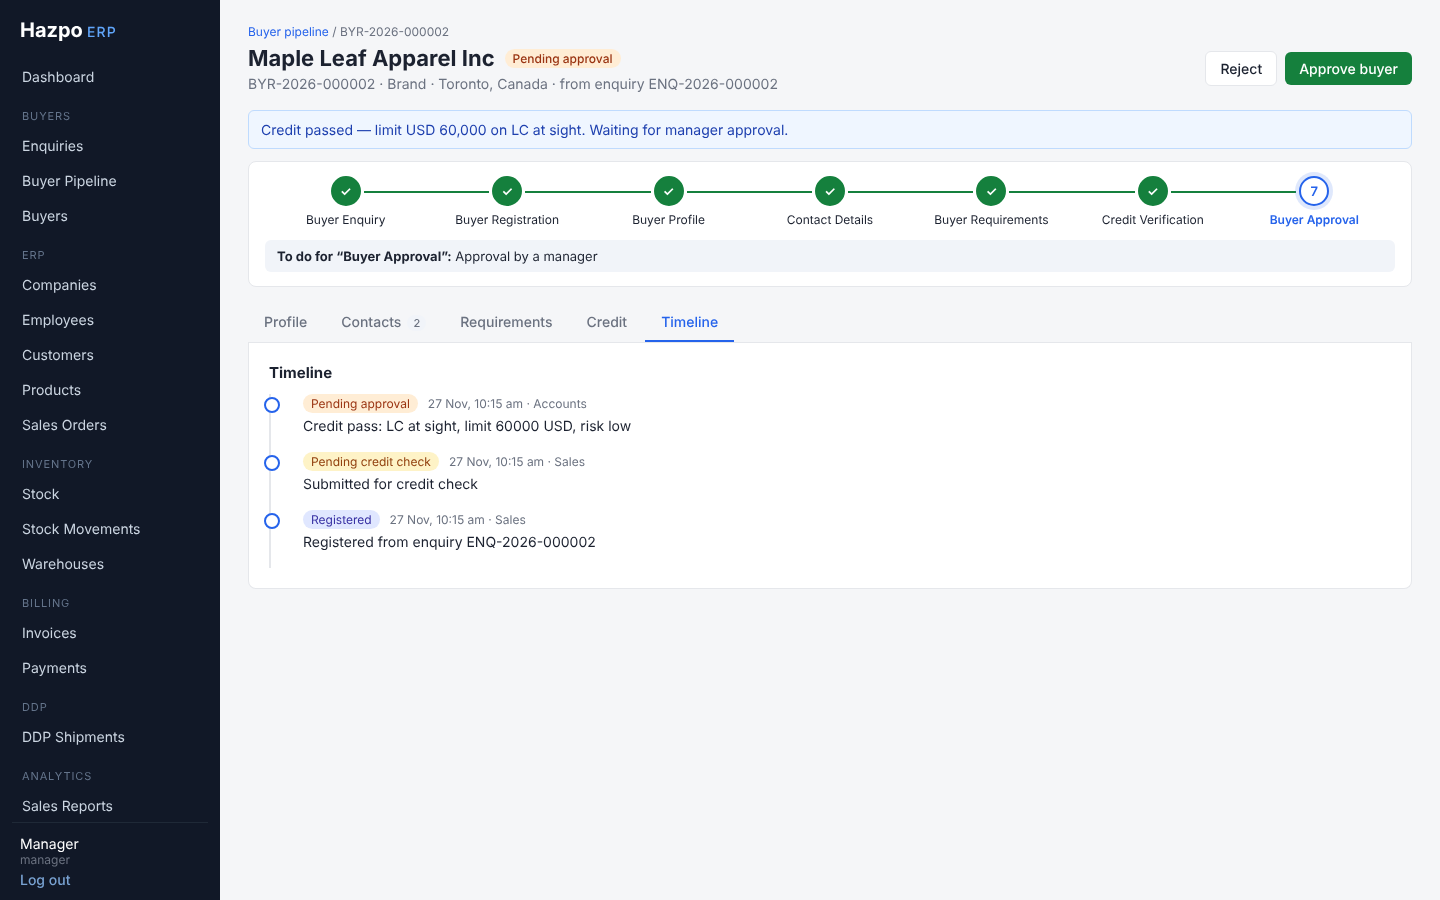 Hazpo ERP
Dashboard
BUYERS
Enquiries
Buyer Pipeline
Buyers
ERP
Companies
Employees
Customers
Products
Sales Orders
INVENTORY
Stock
Stock Movements
Warehouses
BILLING
Invoices
Payments
DDP
DDP Shipments
ANALYTICS
Sales Reports
Manager
manager
Log out
Buyer pipeline / BYR-2026-000002
Maple Leaf Apparel Inc Pending approval
BYR-2026-000002 · Brand · Toronto, Canada · from enquiry ENQ-2026-000002
Reject Approve buyer
Credit passed — limit USD 60,000 on LC at sight. Waiting for manager approval.
7
Buyer Enquiry Buyer Registration Buyer Profile Contact Details Buyer Requirements Credit Verification Buyer Approval
To do for “Buyer Approval”: Approval by a manager
Profile Contacts 2 Requirements Credit Timeline
Timeline
Pending approval 27 Nov, 10:15 am · Accounts
Credit pass: LC at sight, limit 60000 USD, risk low
Pending credit check 27 Nov, 10:15 am · Sales
Submitted for credit check
Registered 27 Nov, 10:15 am · Sales
Registered from enquiry ENQ-2026-000002